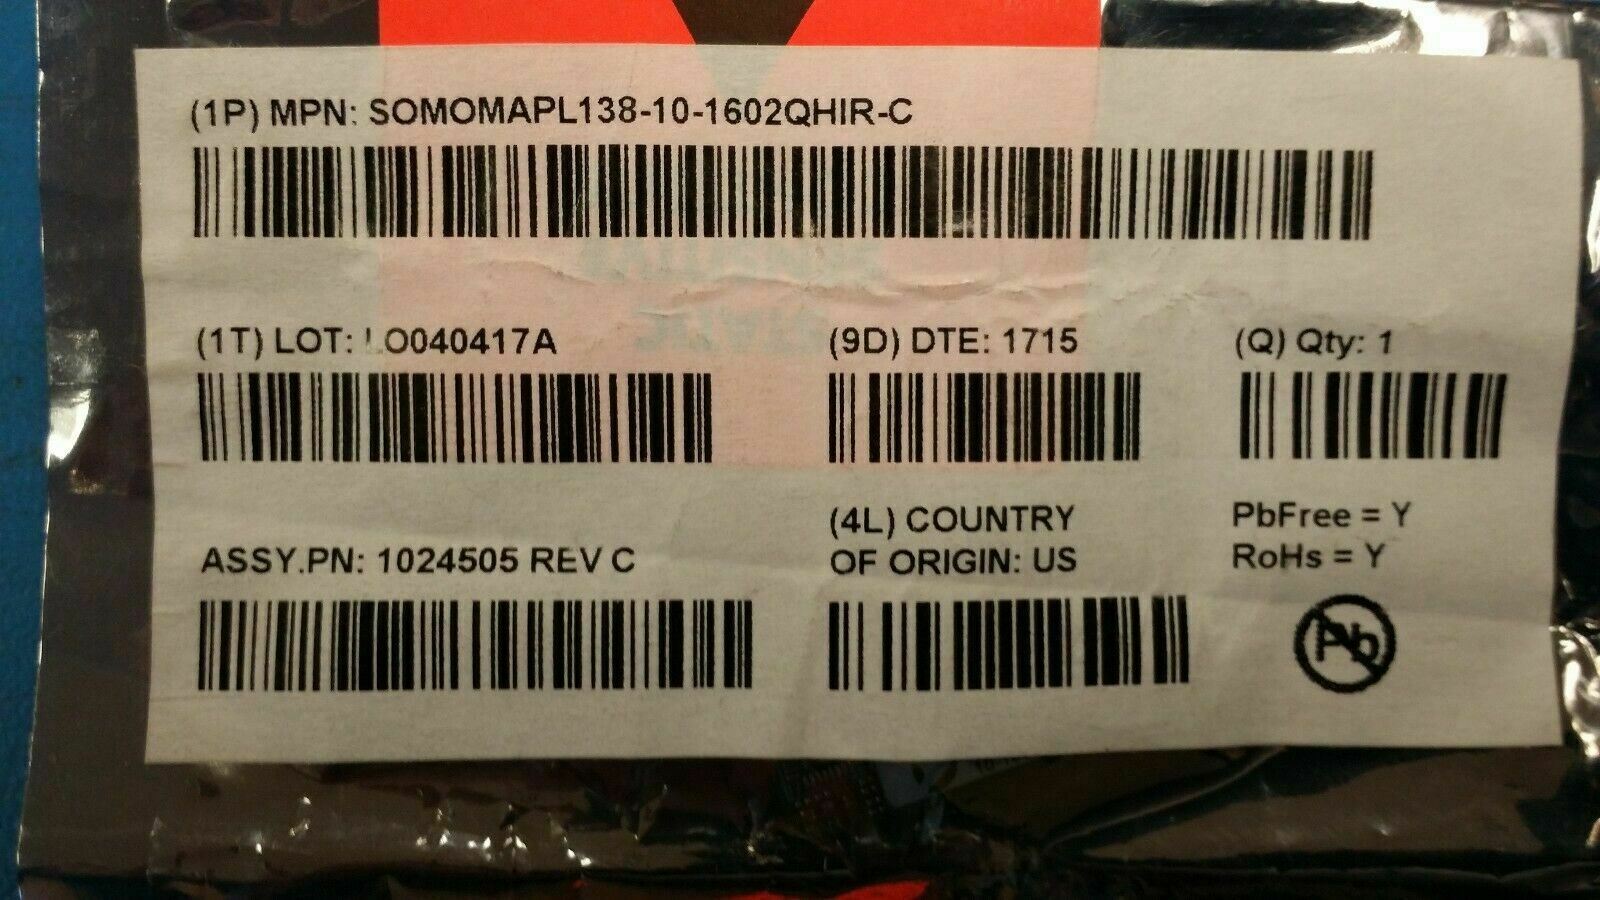 (1P) MPN: SOMOMAPL138-10-1602QHIR-C
(1T) LOT: LO040417A
(9D) DTE: 1715
(Q) Qty: 1
ASSY.PN: 1024505 REV C
(4L) COUNTRY
OF ORIGIN: US
PbFree = Y
RoHs = Y
Pb